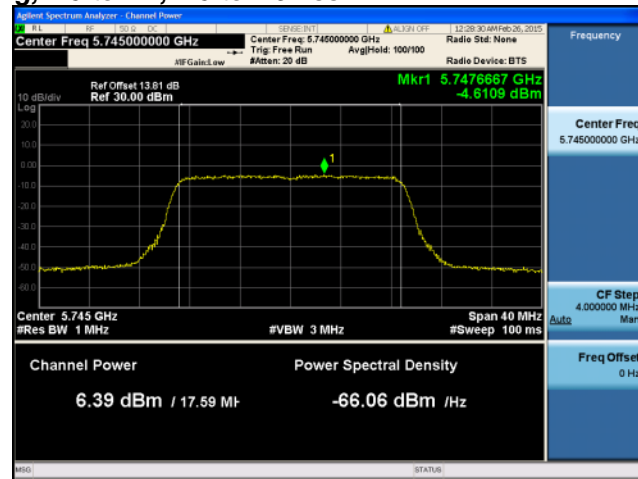 Agilent Spectrum Analyzer - Channel Power
RL RF 50 Ω DC SENSE:INT ALIGN OFF 12:28:30 AM Feb 26, 2015
Center Freq 5.745000000 GHz
Center Freq: 5.745000000 GHz
Radio Std: None
Trig: Free Run Avg|Hold: 100/100
#IFGain:Low #Atten: 20 dB Radio Device: BTS
Frequency
Mkr1 5.7476667 GHz
-4.6109 dBm
Ref Offset 13.81 dB
10 dB/div Ref 30.00 dBm
Log
20.0
10.0
0.00
-10.0
-20.0
-30.0
-40.0
-50.0
-60.0
1
Center 5.745 GHz Span 40 MHz
#Res BW 1 MHz #VBW 3 MHz #Sweep 100 ms
Channel Power Power Spectral Density
6.39 dBm / 17.59 MH -66.06 dBm /Hz
Center Freq
5.745000000 GHz
CF Step
4.000000 MHz
Auto Man
Freq Offset
0 Hz
MSG STATUS